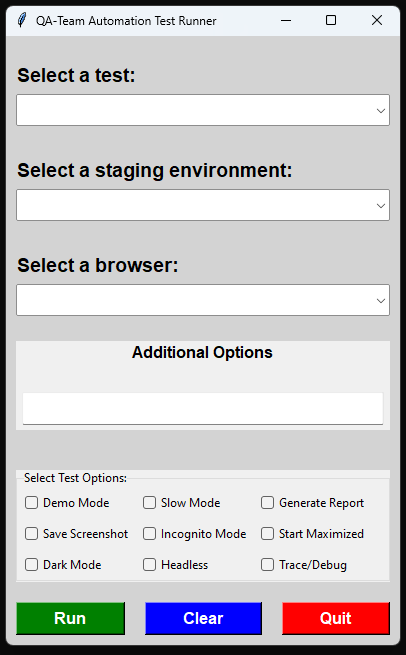 QA-Team Automation Test Runner
Select a test:
Select a staging environment:
Select a browser:
Additional Options
Select Test Options:
Demo Mode Slow Mode Generate Report
Save Screenshot Incognito Mode Start Maximized
Dark Mode Headless Trace/Debug
Run Clear Quit